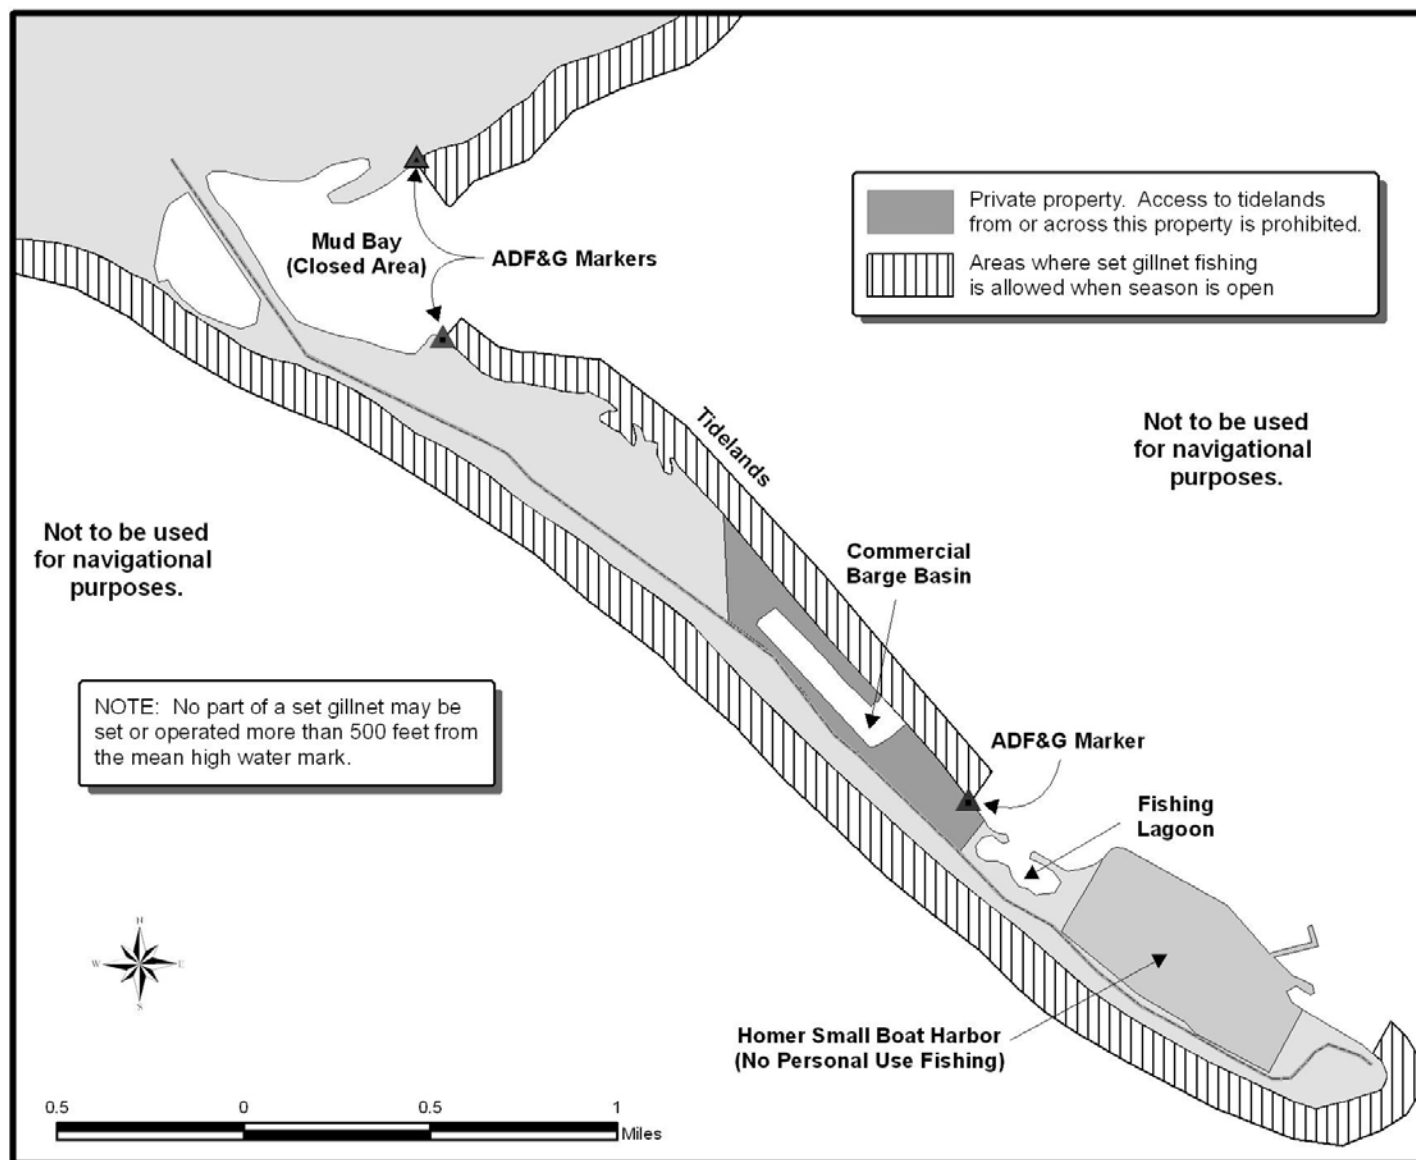 Private property. Access to tidelands
from or across this property is prohibited.
Areas where set gillnet fishing
is allowed when season is open
Mud Bay
(Closed Area)
ADF&G Markers
Tidelands
Not to be used
for navigational
purposes.
Not to be used
for navigational
purposes.
Commercial
Barge Basin
NOTE: No part of a set gillnet may be
set or operated more than 500 feet from
the mean high water mark.
ADF&G Marker
Fishing
Lagoon
N
W
E
S
Homer Small Boat Harbor
(No Personal Use Fishing)
0.5 0 0.5 1
Miles